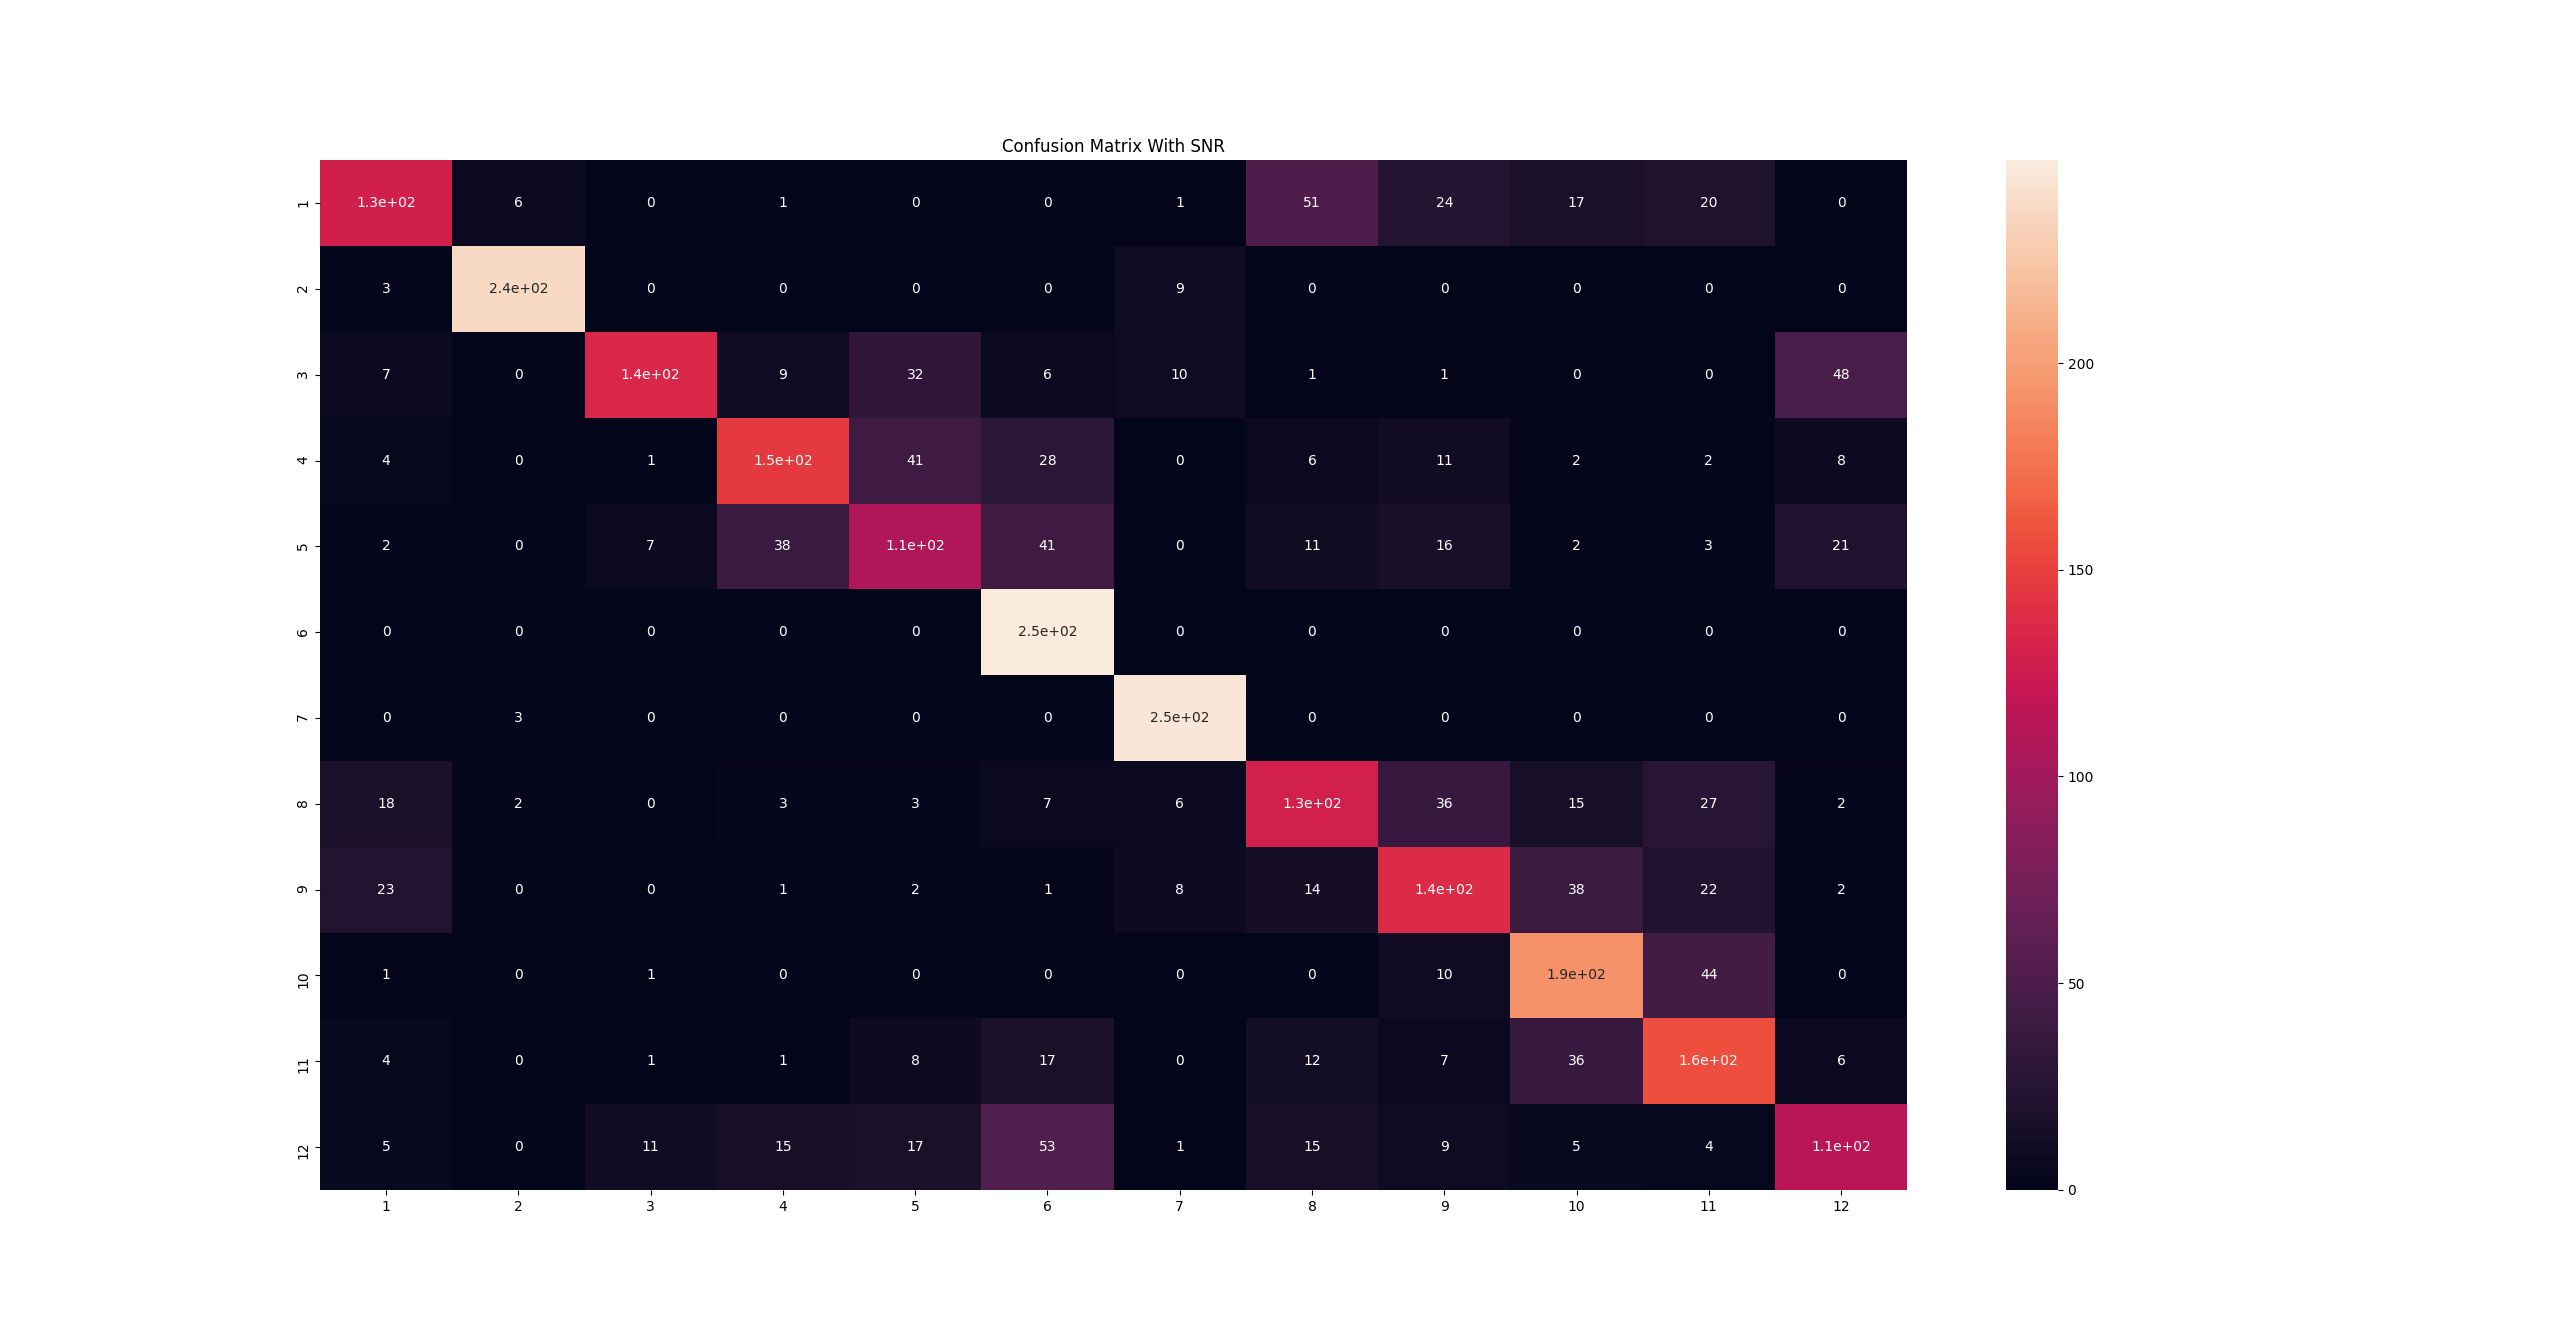 Confusion Matrix With SNR
1 1.3e+02 6 0 1 0 0 1 51 24 17 20 0
2 3 2.4e+02 0 0 0 0 9 0 0 0 0 0
3 7 0 1.4e+02 9 32 6 10 1 1 0 0 48
4 4 0 1 1.5e+02 41 28 0 6 11 2 2 8
5 2 0 7 38 1.1e+02 41 0 11 16 2 3 21
6 0 0 0 0 0 2.5e+02 0 0 0 0 0 0
7 0 3 0 0 0 0 2.5e+02 0 0 0 0 0
8 18 2 0 3 3 7 6 1.3e+02 36 15 27 2
9 23 0 0 1 2 1 8 14 1.4e+02 38 22 2
10 1 0 1 0 0 0 0 0 10 1.9e+02 44 0
11 4 0 1 1 8 17 0 12 7 36 1.6e+02 6
12 5 0 11 15 17 53 1 15 9 5 4 1.1e+02
1 2 3 4 5 6 7 8 9 10 11 12
200
150
100
50
0